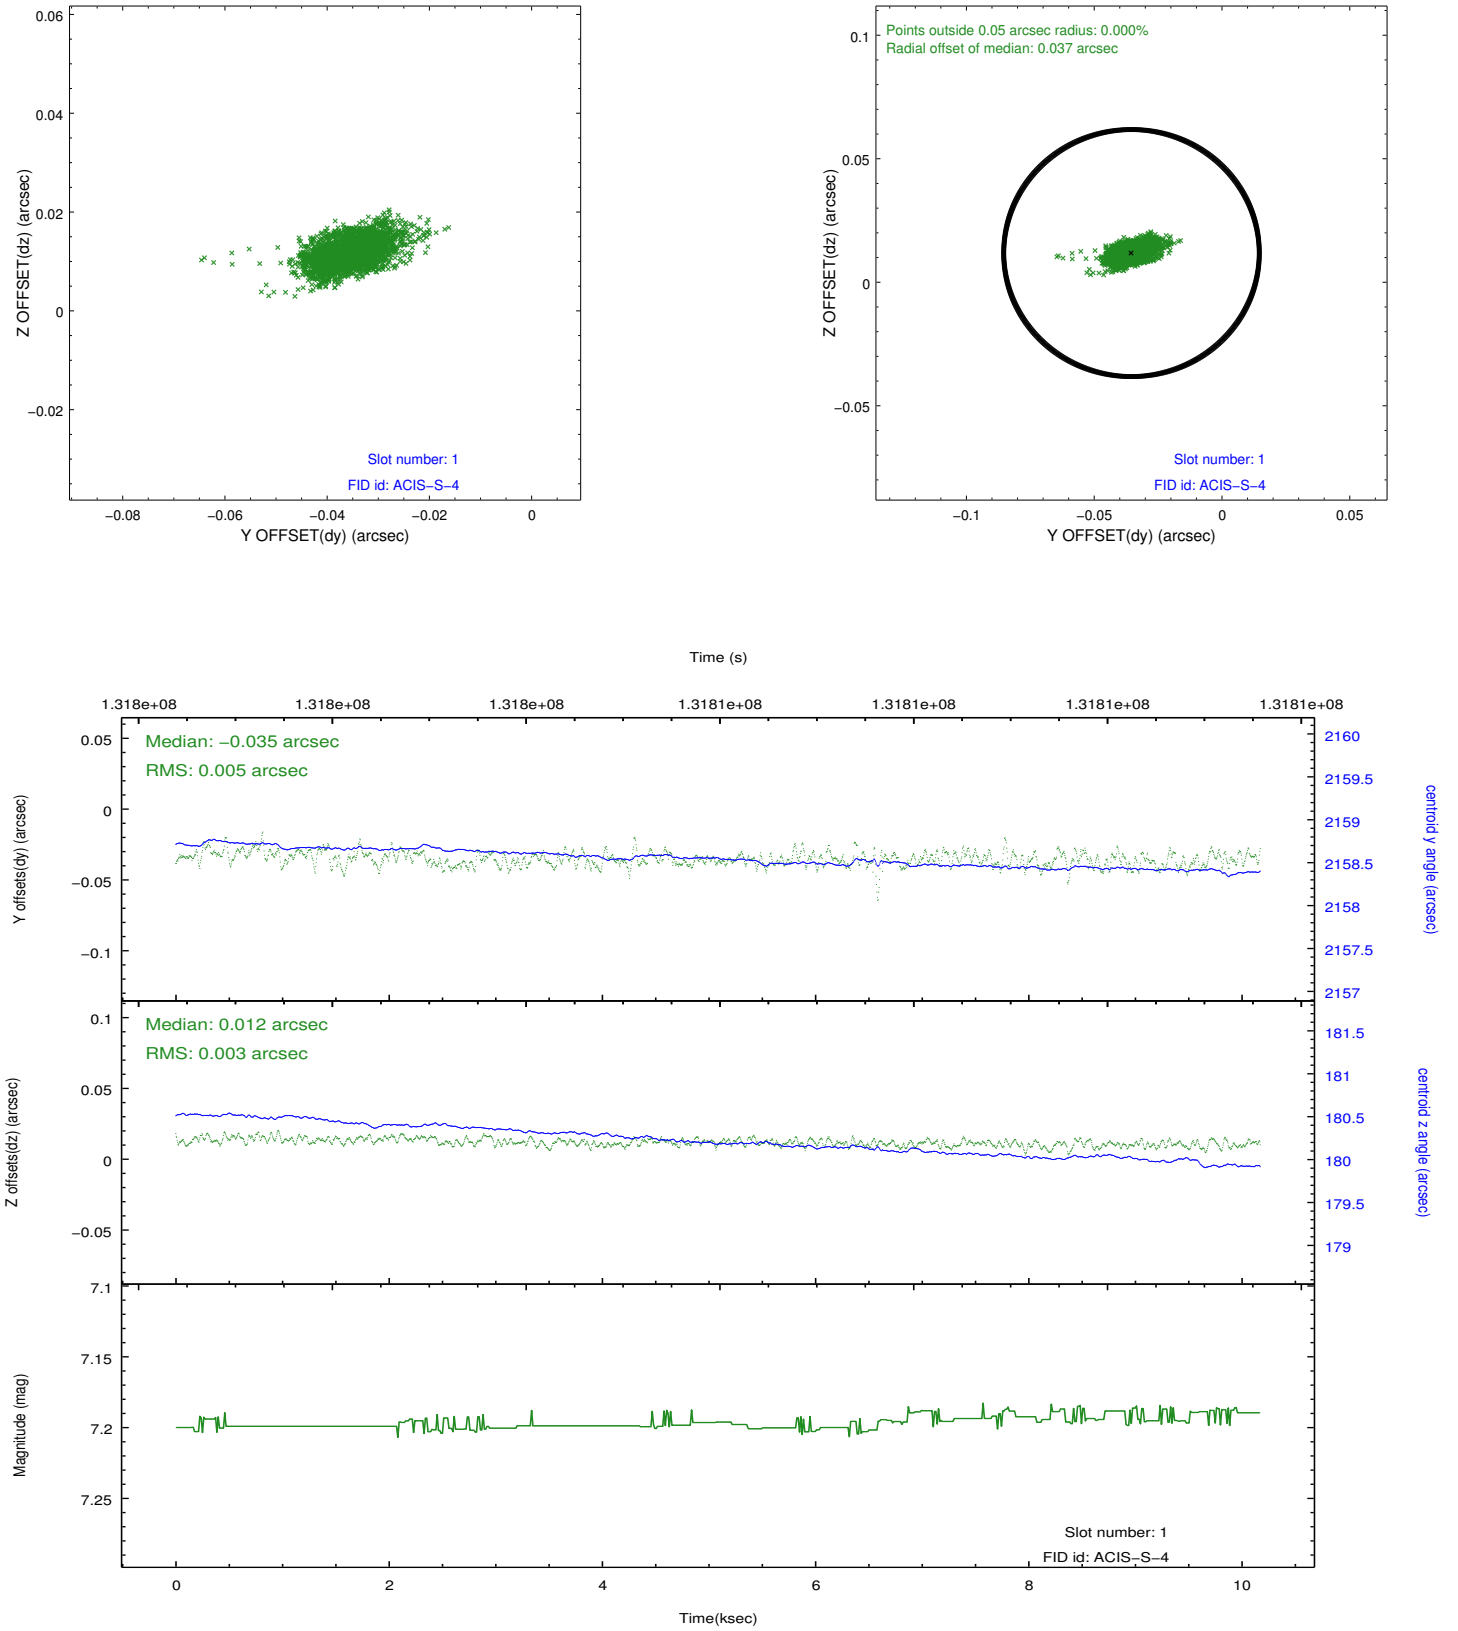 0.06
0.04
0.02
0
−0.02
Z OFFSET(dz) (arcsec)
Slot number: 1
FID id: ACIS−S−4
−0.08 −0.06 −0.04 −0.02 0
Y OFFSET(dy) (arcsec)
Points outside 0.05 arcsec radius: 0.000%
Radial offset of median: 0.037 arcsec
0.1
0.05
0
−0.05
Z OFFSET(dz) (arcsec)
Slot number: 1
FID id: ACIS−S−4
−0.1 −0.05 0 0.05
Y OFFSET(dy) (arcsec)
Time (s)
1.318e+08 1.318e+08 1.318e+08 1.3181e+08 1.3181e+08 1.3181e+08 1.3181e+08
Median: −0.035 arcsec
RMS: 0.005 arcsec
0.05
0
−0.05
−0.1
Y offsets(dy) (arcsec)
2160
2159.5
2159
2158.5
2158
2157.5
2157
centroid y angle (arcsec)
Median: 0.012 arcsec
RMS: 0.003 arcsec
0.1
0.05
0
−0.05
Z offsets(dz) (arcsec)
181.5
181
180.5
180
179.5
179
centroid z angle (arcsec)
7.1
7.15
7.2
7.25
Magnitude (mag)
Slot number: 1
FID id: ACIS−S−4
0 2 4 6 8 10
Time(ksec)